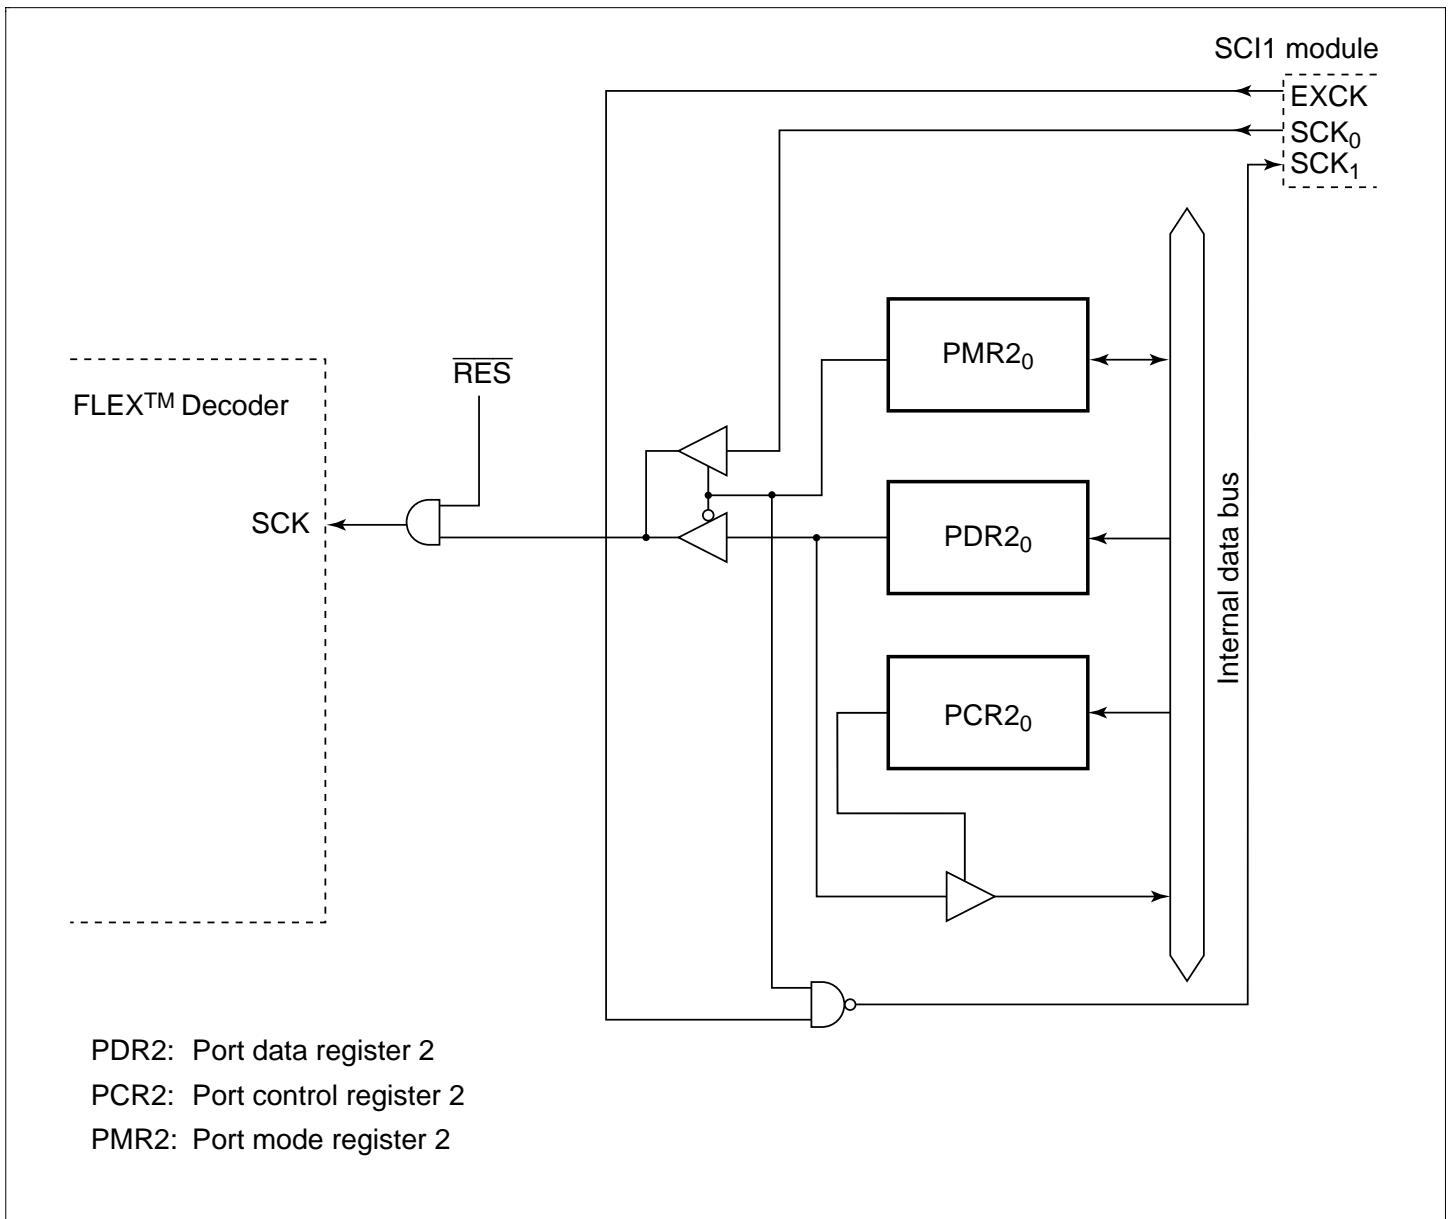 SCI1 module
EXCK
SCK0
SCK1
PMR20
RES
FLEXTM Decoder
SCK
PDR20
Internal data bus
PCR20
PDR2: Port data register 2
PCR2: Port control register 2
PMR2: Port mode register 2